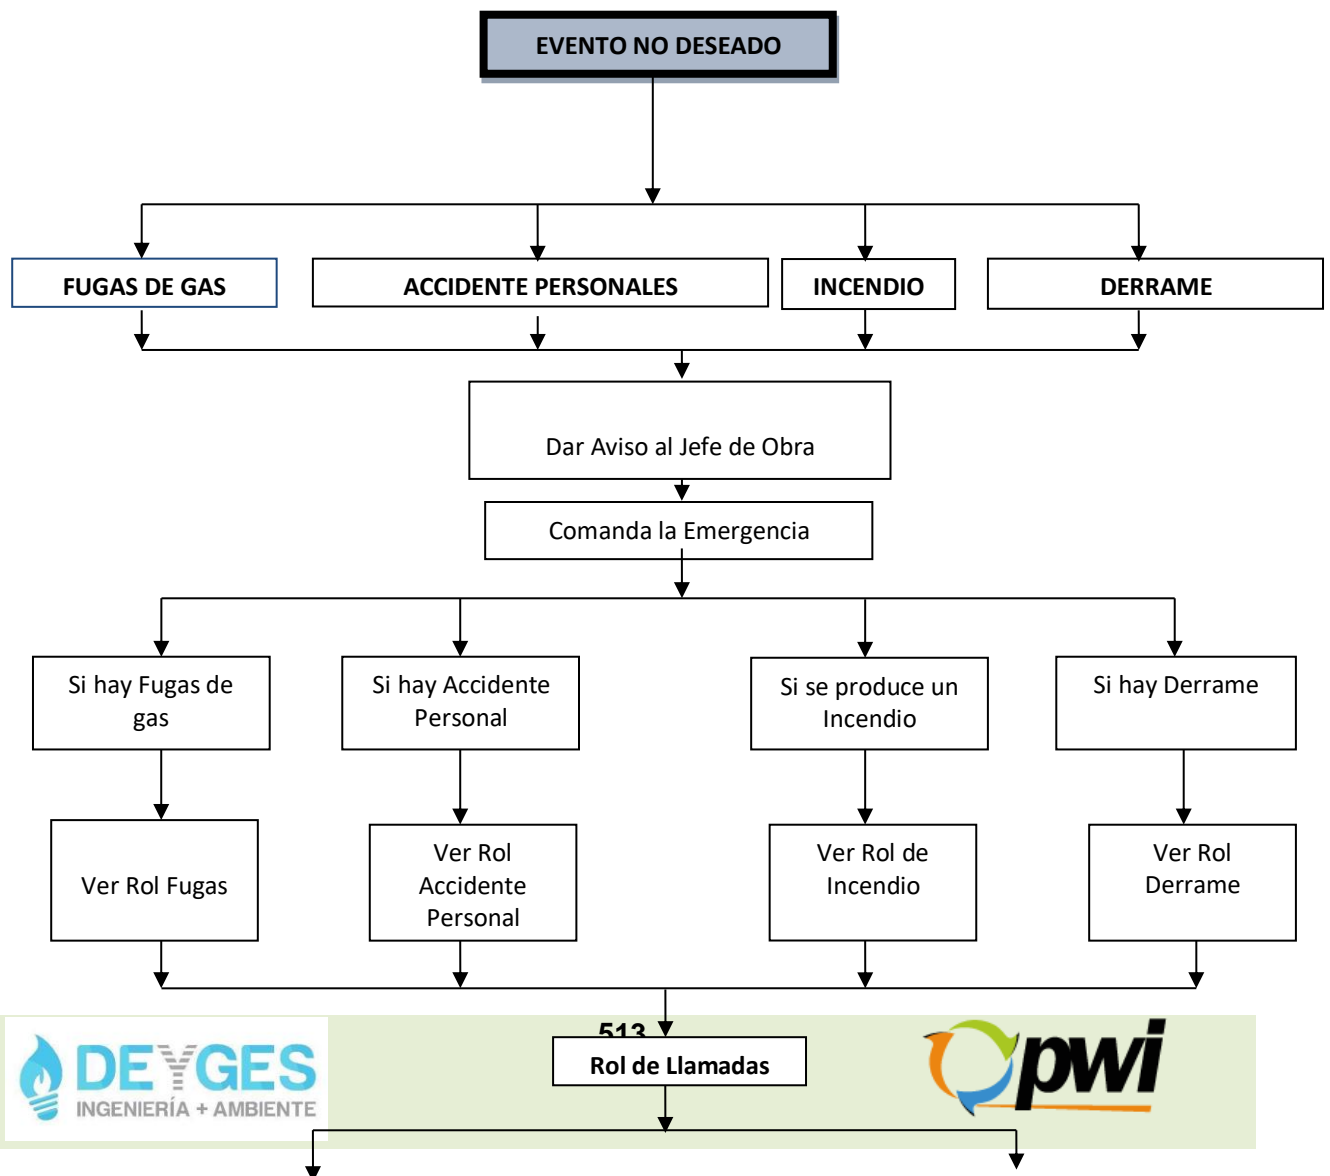 EVENTO NO DESEADO
FUGAS DE GAS
ACCIDENTE PERSONALES
INCENDIO
DERRAME
Dar Aviso al Jefe de Obra
Comanda la Emergencia
Si hay Fugas de
gas
Si hay Accidente
Personal
Si se produce un
Incendio
Si hay Derrame
Ver Rol Fugas
Ver Rol
Accidente
Personal
Ver Rol de
Incendio
Ver Rol
Derrame
513
Rol de Llamadas
DEYGES
INGENIERÍA + AMBIENTE
pwi